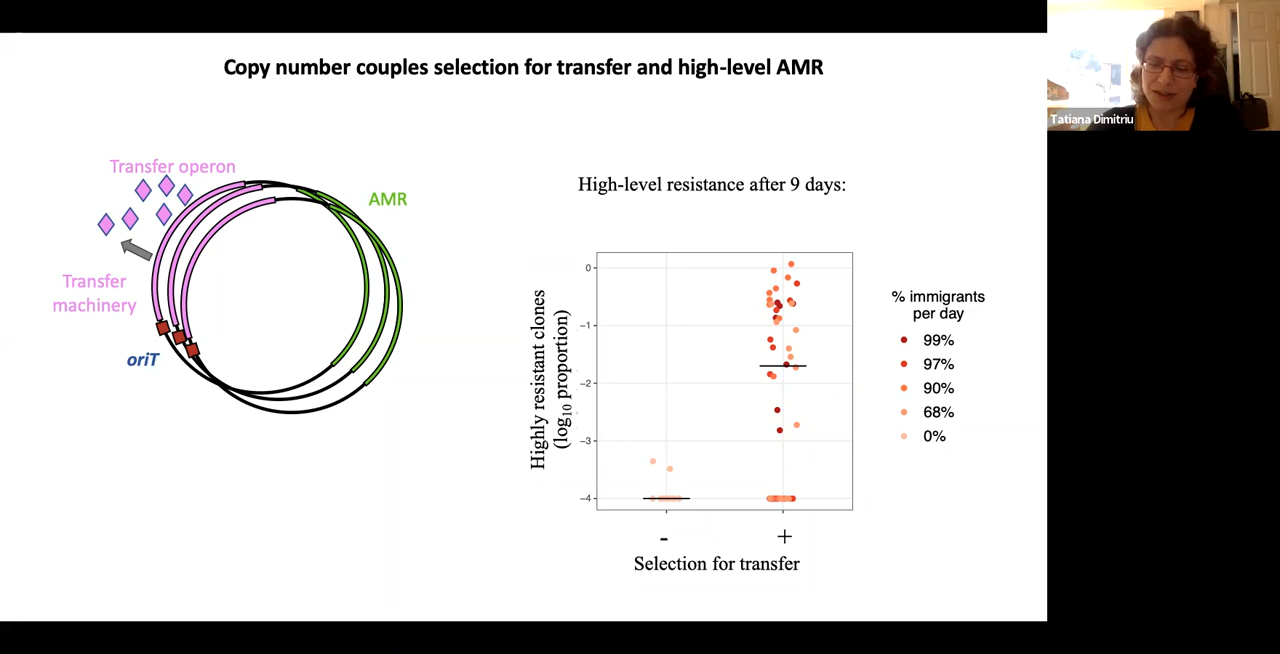 Copy number couples selection for transfer and high-level AMR
Tatiana Dimitriu
Transfer operon
AMR
Transfer
machinery
oriT
High-level resistance after 9 days:
Highly resistant clones
(log10 proportion)
0
−1
−2
−3
−4
-
+
Selection for transfer
% immigrants
per day
99%
97%
90%
68%
0%